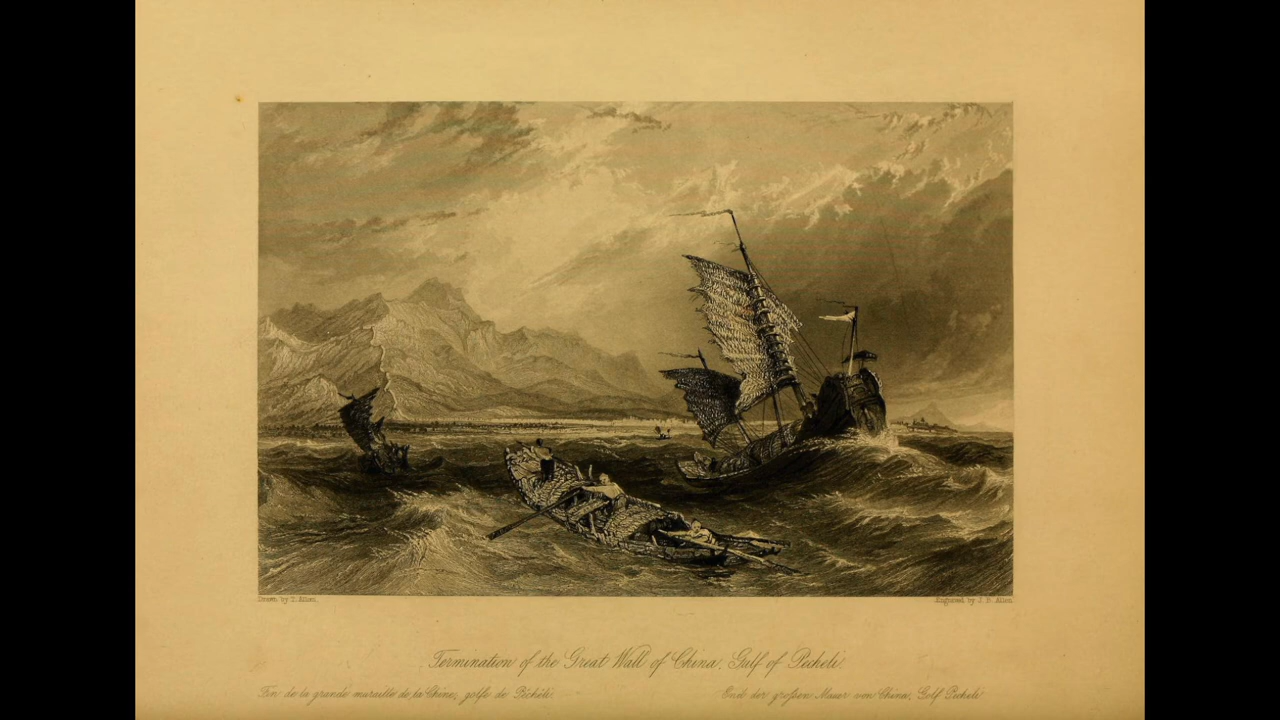 Drawn by T. Allom.
Engraved by J. B. Allen.
Termination of the Great Wall of China, Gulf of Pecheli.
Fin de la grande muraille de la Chine, golfe de Péchéli.
Ende der grossen Mauer von China, Golf Pecheli.